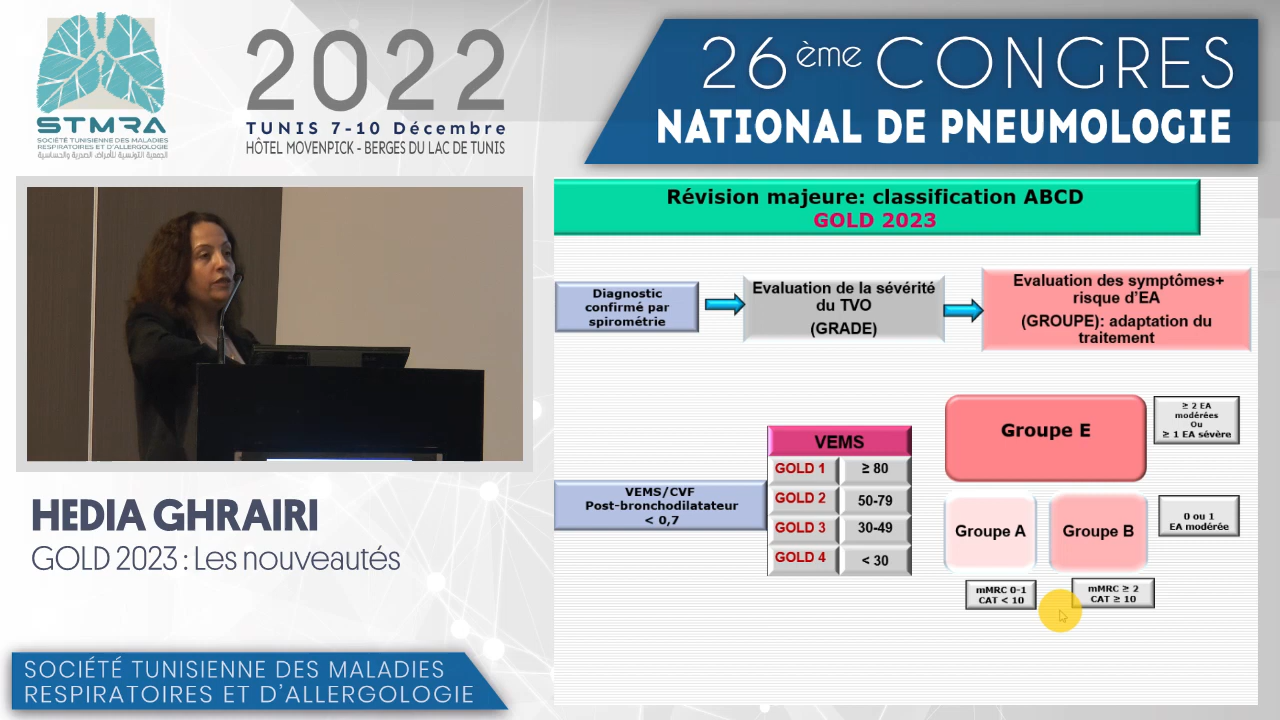 STMRA
SOCIÉTÉ TUNISIENNE DES MALADIES
RESPIRATOIRES ET D'ALLERGOLOGIE
الجمعية التونسية للأمراض الصدرية والحساسية
2022
TUNIS 7-10 Décembre
HÔTEL MOVENPICK - BERGES DU LAC DE TUNIS
26ème CONGRES
NATIONAL DE PNEUMOLOGIE
Révision majeure: classification ABCD
GOLD 2023
Diagnostic
confirmé par
spirométrie
Evaluation de la sévérité
du TVO
(GRADE)
Evaluation des symptômes+
risque d'EA
(GROUPE): adaptation du
traitement
VEMS/CVF
Post-bronchodilatateur
< 0,7
VEMS
GOLD 1 ≥ 80
GOLD 2 50-79
GOLD 3 30-49
GOLD 4 < 30
Groupe E
≥ 2 EA
modérées
Ou
≥ 1 EA sévère
Groupe A
Groupe B
0 ou 1
EA modérée
mMRC 0-1
CAT < 10
mMRC ≥ 2
CAT ≥ 10
HEDIA GHRAIRI
GOLD 2023 : Les nouveautés
SOCIÉTÉ TUNISIENNE DES MALADIES
RESPIRATOIRES ET D'ALLERGOLOGIE